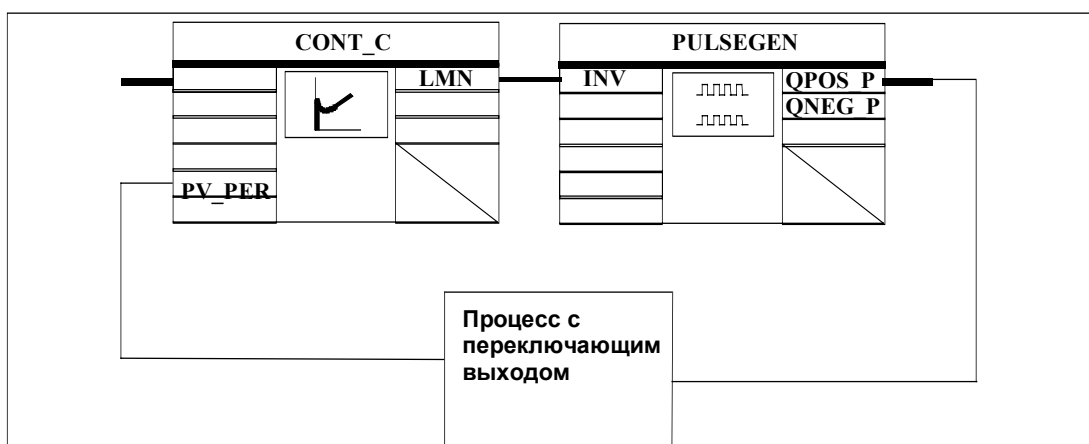 CONT_C
PULSEGEN
LMN
INV
QPOS_P
QNEG_P
PV_PER
Процесс с
переключающим
выходом